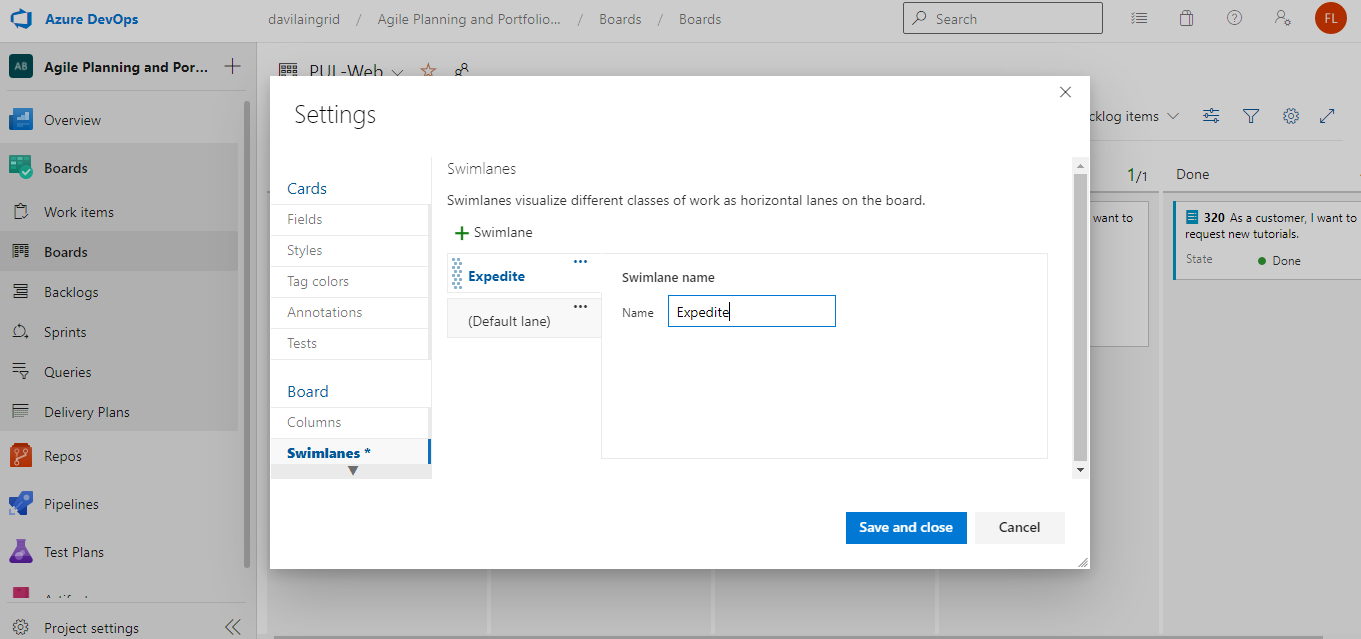 Azure DevOps
davilaingrid / Agile Planning and Portfolio... / Boards / Boards
Search
FL
AB
Agile Planning and Por...
PUL-Web
Overview
Boards
Work items
Boards
Backlogs
Sprints
Queries
Delivery Plans
Repos
Pipelines
Test Plans
Project settings
Settings
Cards
Fields
Styles
Tag colors
Annotations
Tests
Board
Columns
Swimlanes *
Swimlanes
Swimlanes visualize different classes of work as horizontal lanes on the board.
Swimlane
Expedite
(Default lane)
Swimlane name
Name
Expedite
Save and close
Cancel
cklog items
1/1
Done
want to
320 As a customer, I want to
request new tutorials.
State
Done